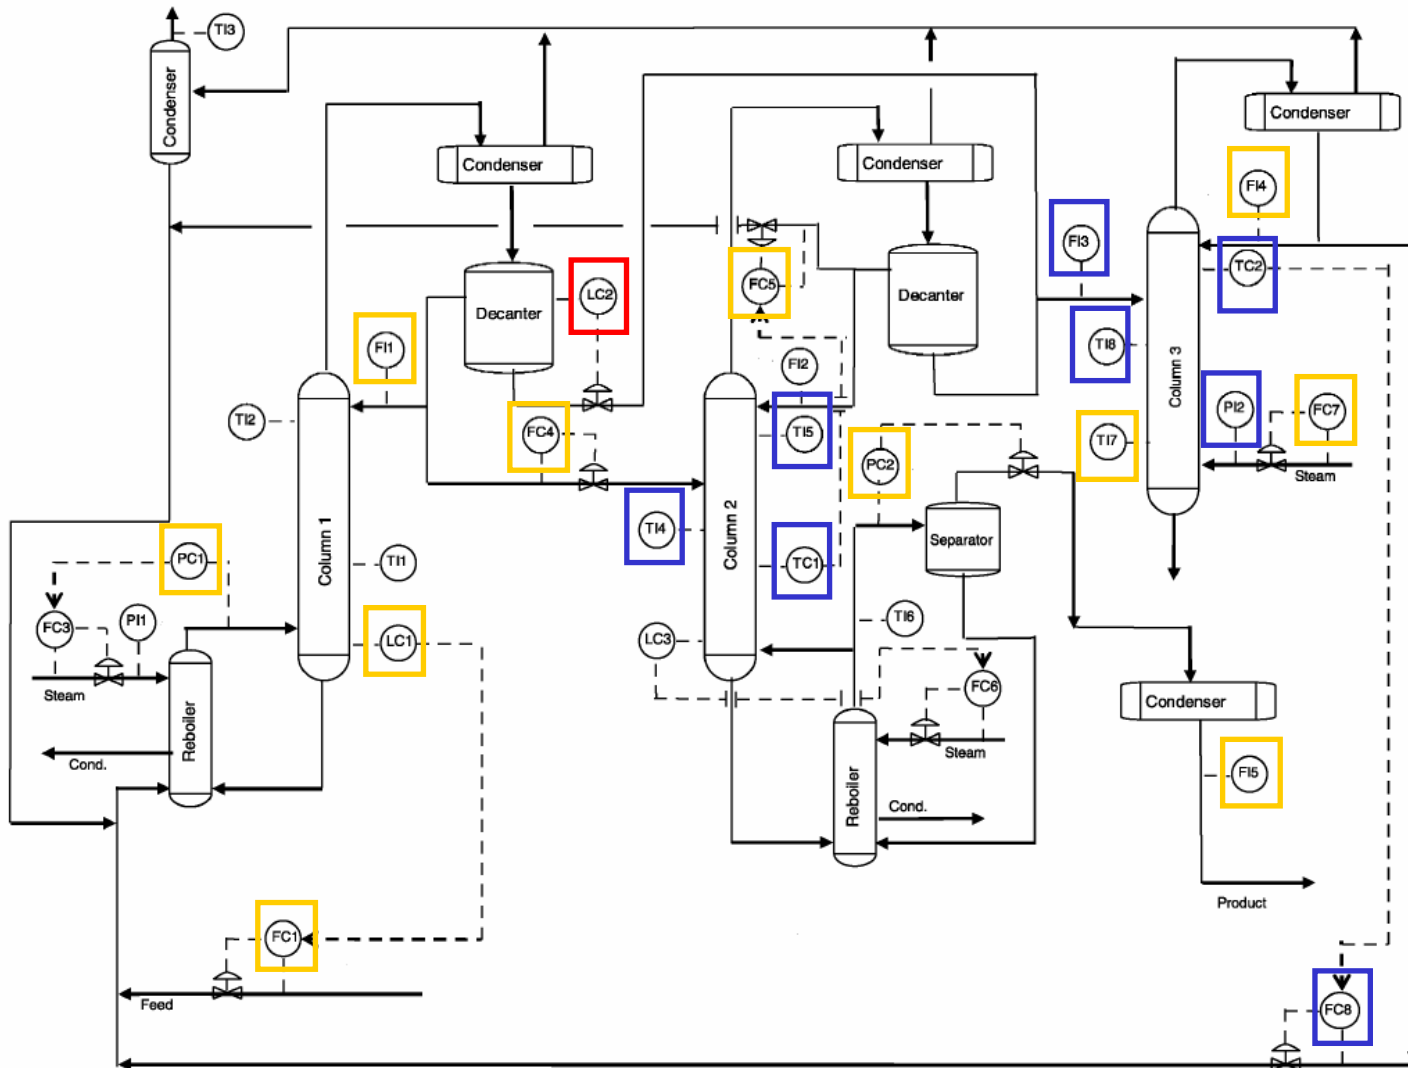 TI3
Condenser
Condenser
Condenser
Condenser
FI4
FI3
TC2
FC5
LC2
Decanter
Decanter
FI1
FI2
TI8
Column 3
TI2
FC4
TI5
PI2
FC7
TI7
PC2
Steam
TI4
Column 2
Separator
Column 1
PC1
TI1
TC1
FC3
PI1
LC1
LC3
TI6
Steam
FC6
Reboiler
Condenser
Cond.
Steam
FI5
Reboiler
Cond.
Product
FC1
Feed
FC8